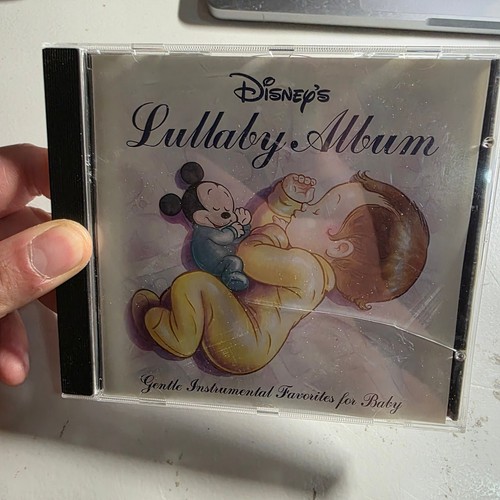 Disney's
Lullaby Album
Gentle Instrumental Favorites for Baby